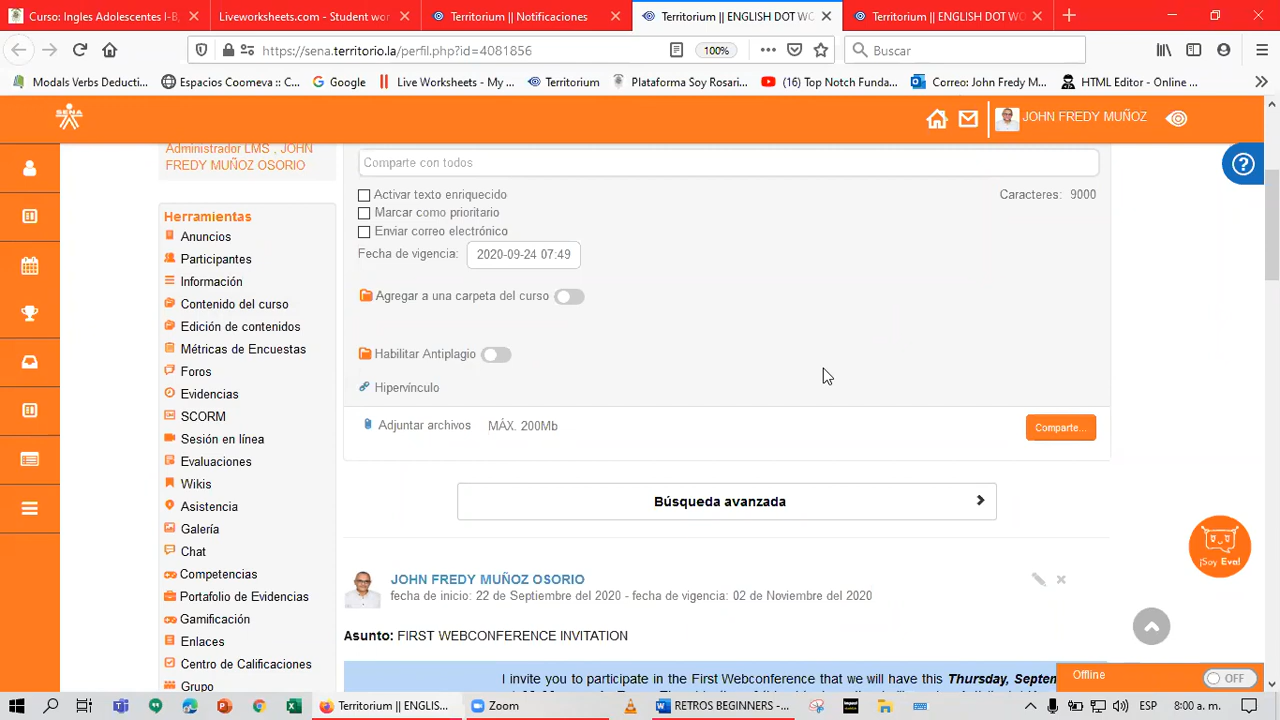 Curso: Ingles Adolescentes I-B,
Liveworksheets.com - Student wor
Territorium || Notificaciones
Territorium || ENGLISH DOT WO
Territorium || ENGLISH DOT WO
https://sena.territorio.la/perfil.php?id=4081856
100%
Buscar
Modals Verbs Deducti...
Espacios Coomeva :: C...
Google
Live Worksheets - My ...
Territorium
Plataforma Soy Rosari...
(16) Top Notch Funda...
Correo: John Fredy M...
HTML Editor - Online ...
SENA
JOHN FREDY MUÑOZ
Administrador LMS , JOHN
FREDY MUÑOZ OSORIO
Herramientas
Anuncios
Participantes
Información
Contenido del curso
Edición de contenidos
Métricas de Encuestas
Foros
Evidencias
SCORM
Sesión en línea
Evaluaciones
Wikis
Asistencia
Galería
Chat
Competencias
Portafolio de Evidencias
Gamificación
Enlaces
Centro de Calificaciones
Grupo
Comparte con todos
Activar texto enriquecido
Caracteres: 9000
Marcar como prioritario
Enviar correo electrónico
Fecha de vigencia: 2020-09-24 07:49
Agregar a una carpeta del curso
Habilitar Antiplagio
Hipervínculo
Adjuntar archivos MÁX. 200Mb
Comparte...
Búsqueda avanzada
JOHN FREDY MUÑOZ OSORIO
fecha de inicio: 22 de Septiembre del 2020 - fecha de vigencia: 02 de Noviembre del 2020
Asunto: FIRST WEBCONFERENCE INVITATION
I invite you to participate in the First Webconference that we will have this Thursday, Septem
¡Soy Eva!
Offline
OFF
Territorium || ENGLIS...
Zoom
RETROS BEGINNERS - ...
ESP
8:00 a. m.